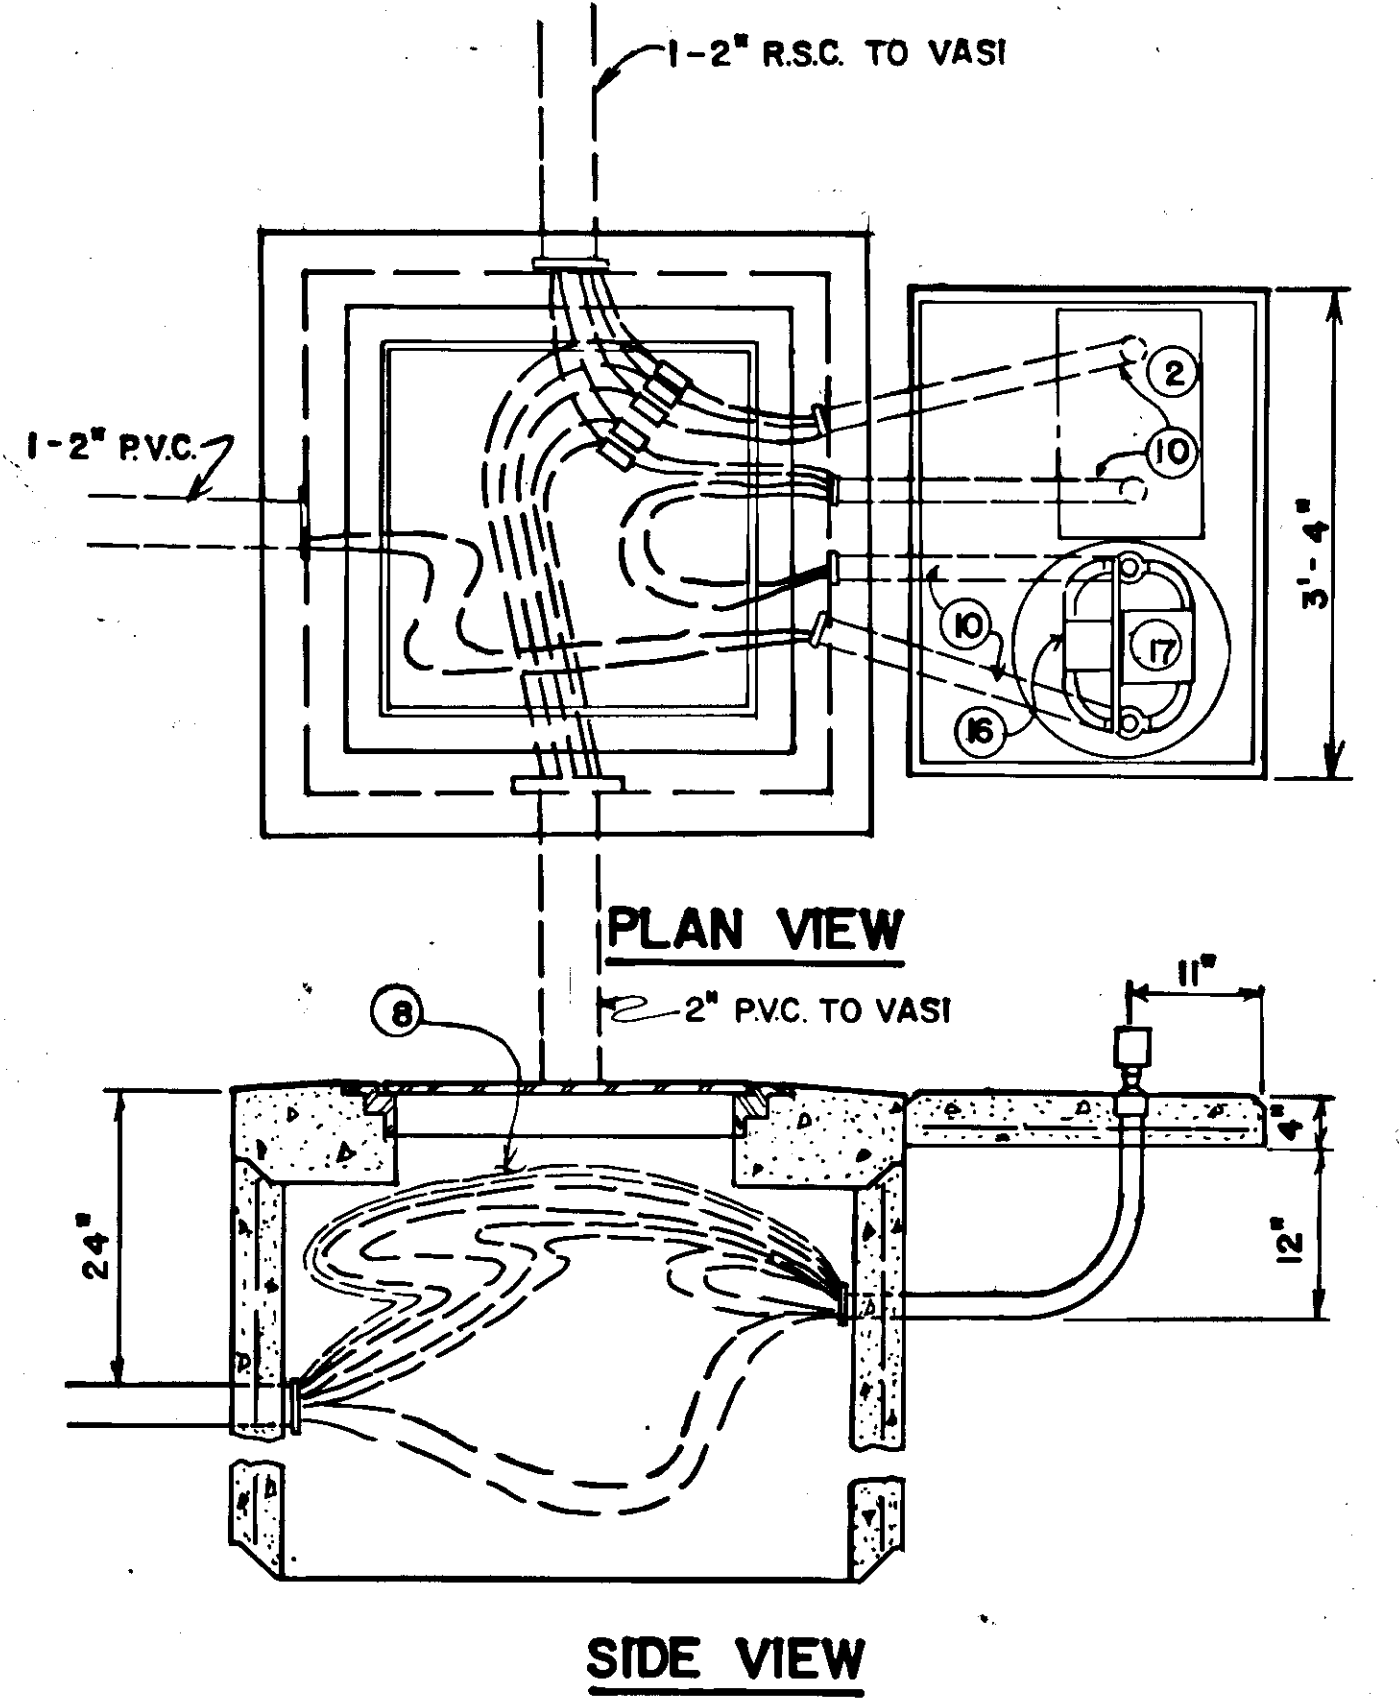 1-2" R.S.C. TO VASI
2
1-2" P.V.C.
10
3'-4"
10
17
16
PLAN VIEW
11"
8
2" P.V.C. TO VASI
4"
24"
12"
SIDE VIEW